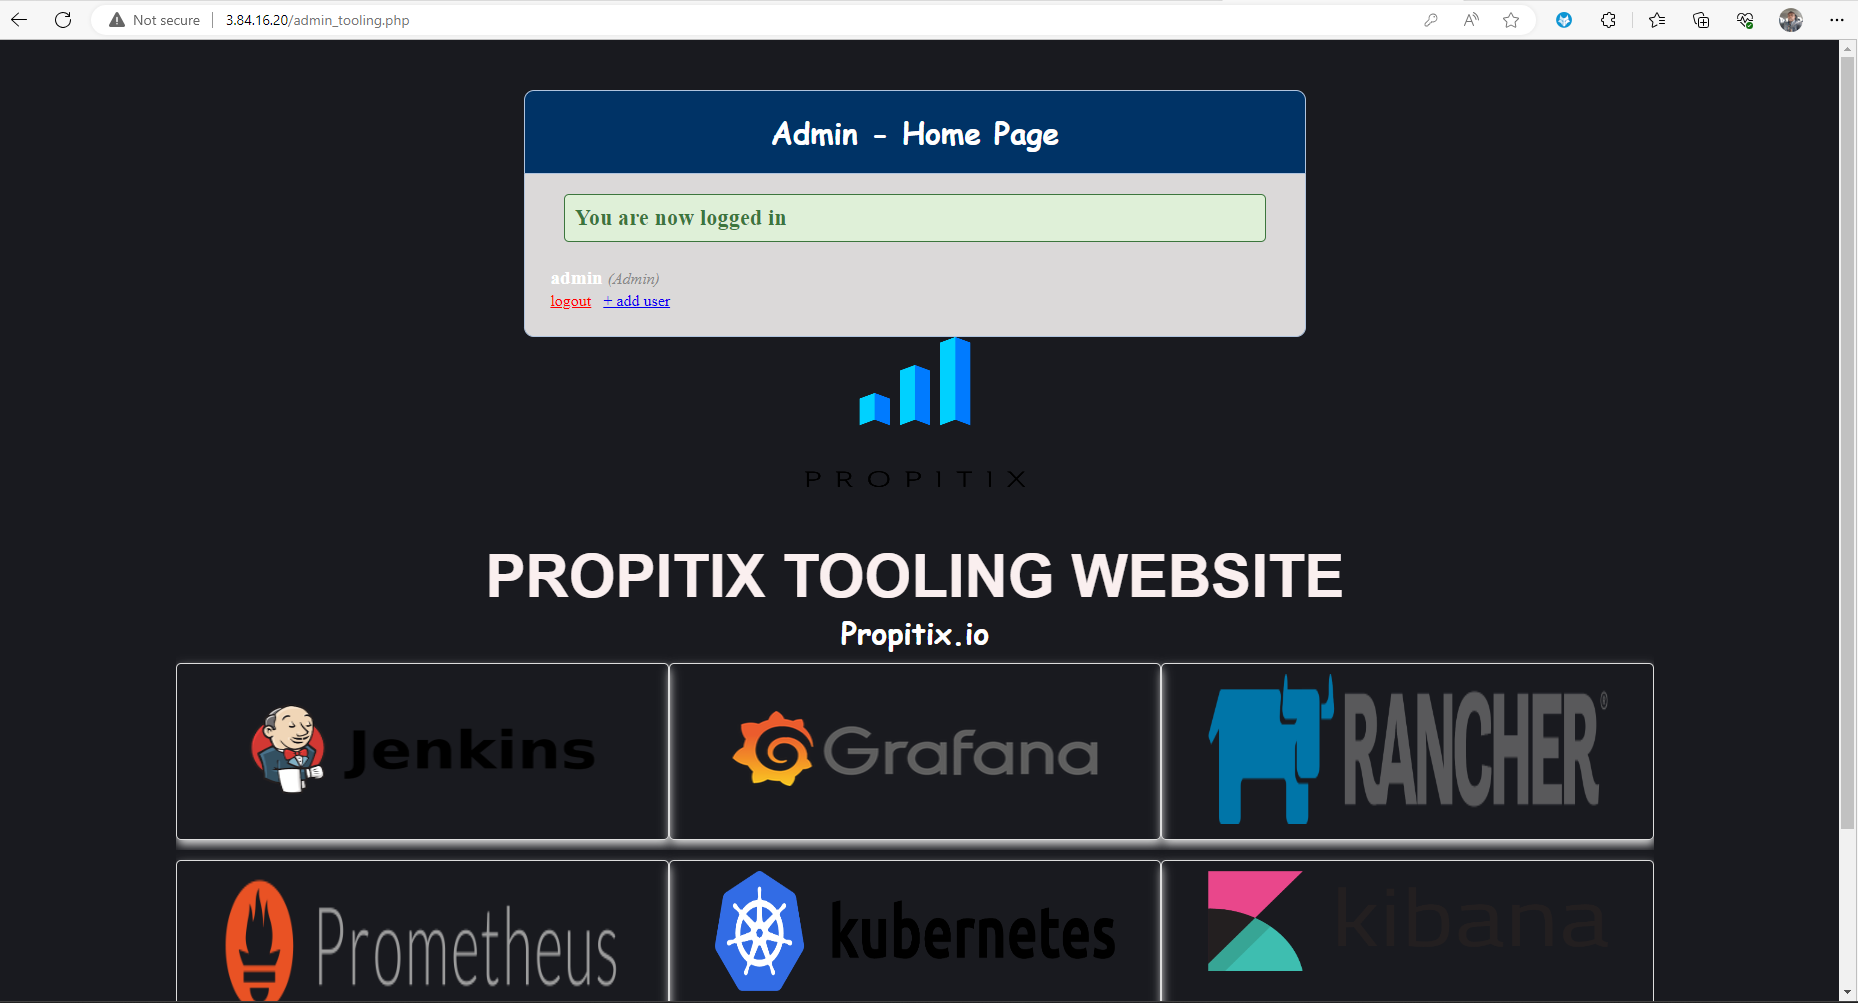 Not secure 3.84.16.20/admin_tooling.php
Admin - Home Page
You are now logged in
admin (Admin)
logout + add user
PROPITIX
PROPITIX TOOLING WEBSITE
Propitix.io
Jenkins Grafana RANCHER®
Prometheus kubernetes kibana